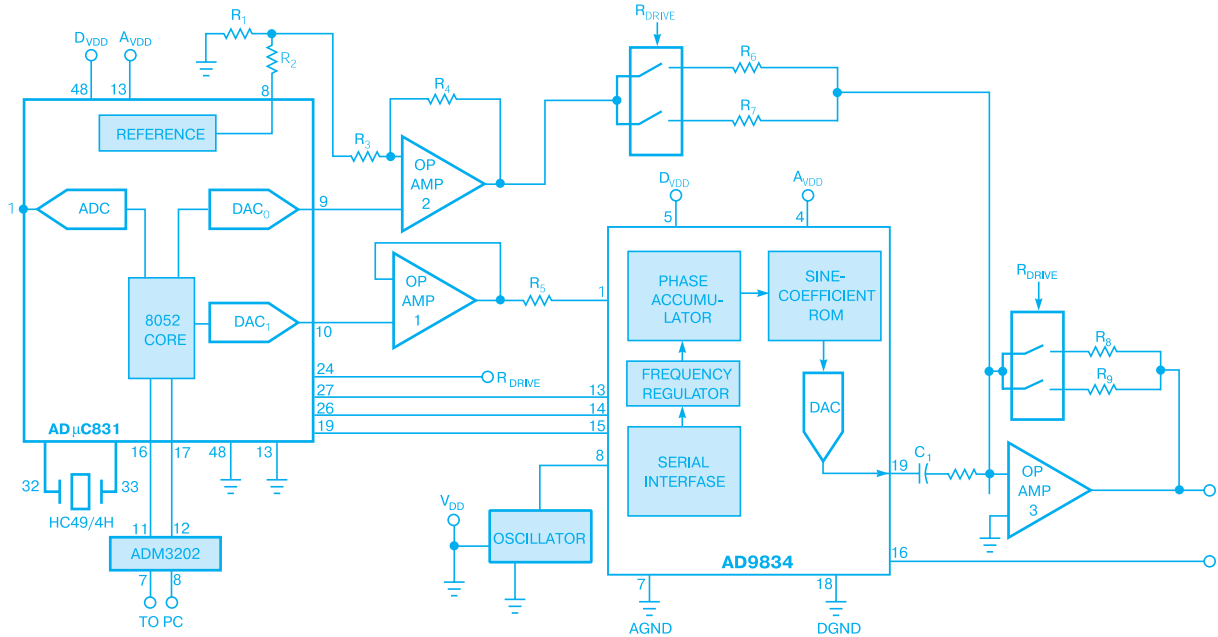 R1
DVDD
AVDD
R2
48
13
8
REFERENCE
R3
R4
OP
AMP
2
RDRIVE
R6
R7
1
ADC
DAC0
9
8052
CORE
DAC1
10
OP
AMP
1
R5
24
RDRIVE
27
26
19
ADμC831
16
17
48
13
32
33
HC49/4H
11
12
ADM3202
7
8
TO PC
DVDD
AVDD
5
4
1
PHASE
ACCUMU-
LATOR
SINE-
COEFFICIENT
ROM
FREQUENCY
REGULATOR
DAC
13
14
15
8
SERIAL
INTERFASE
VDD
OSCILLATOR
AD9834
19
C1
16
7
18
AGND
DGND
RDRIVE
R8
R9
OP
AMP
3